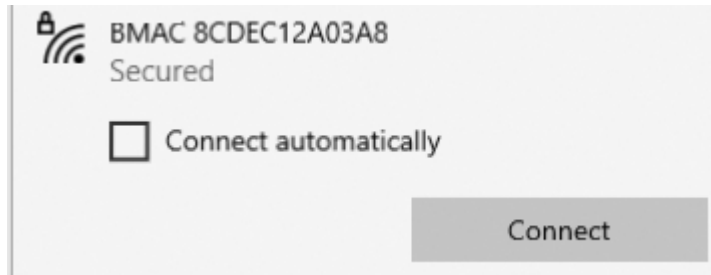 BMAC 8CDEC12A03A8
Secured
Connect automatically
Connect